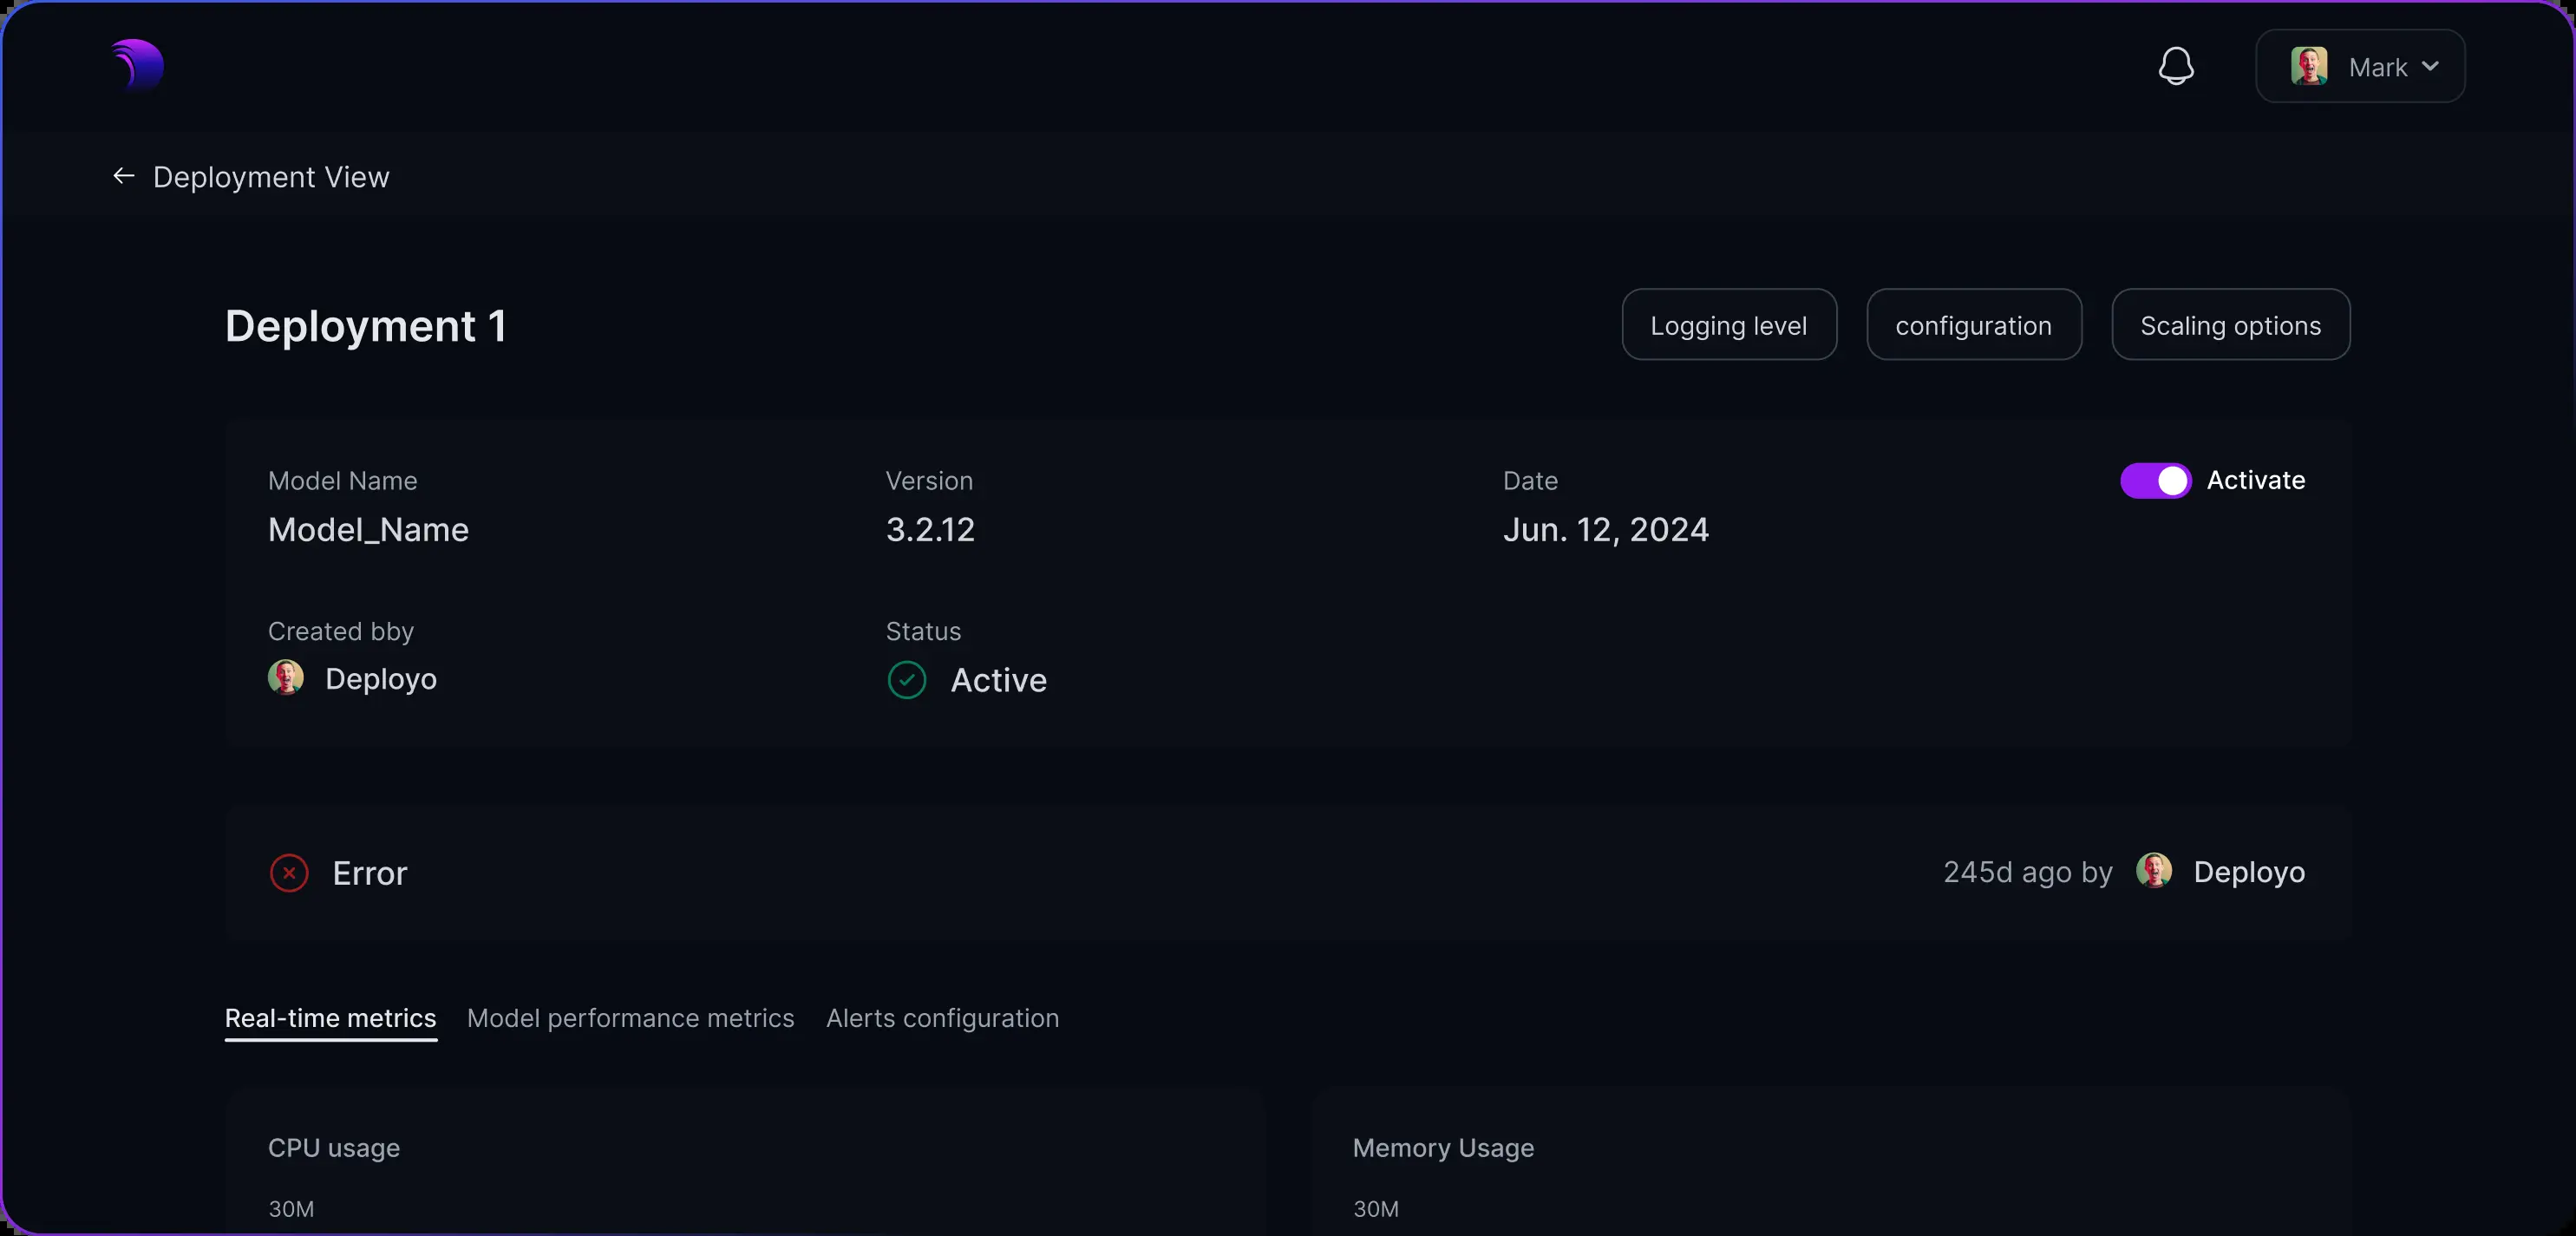 Mark
Deployment View
Deployment 1
Logging level
configuration
Scaling options
Model Name
Model_Name
Version
3.2.12
Date
Jun. 12, 2024
Activate
Created bby
Deployo
Status
Active
Error
245d ago by Deployo
Real-time metrics
Model performance metrics
Alerts configuration
CPU usage
30M
Memory Usage
30M